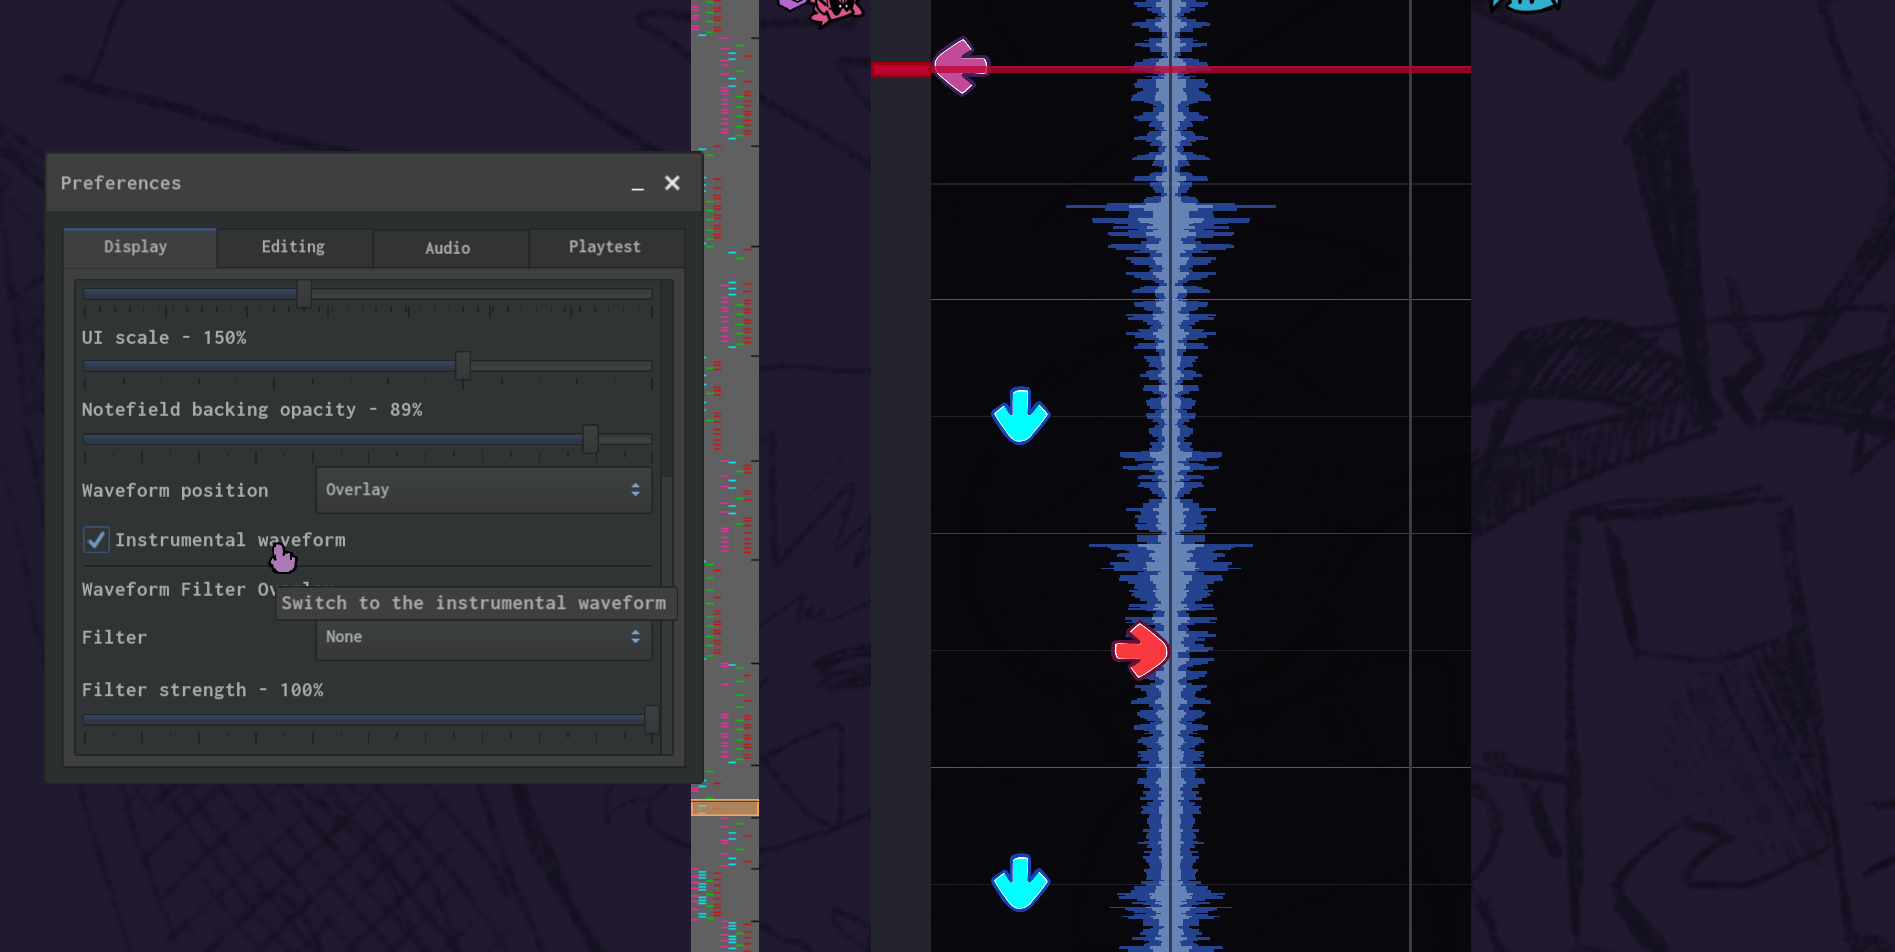 Preferences
Display Editing Audio Playtest
UI scale - 150%
Notefield backing opacity - 89%
Waveform position Overlay
Instrumental waveform
Waveform Filter
Switch to the instrumental waveform
Filter None
Filter strength - 100%